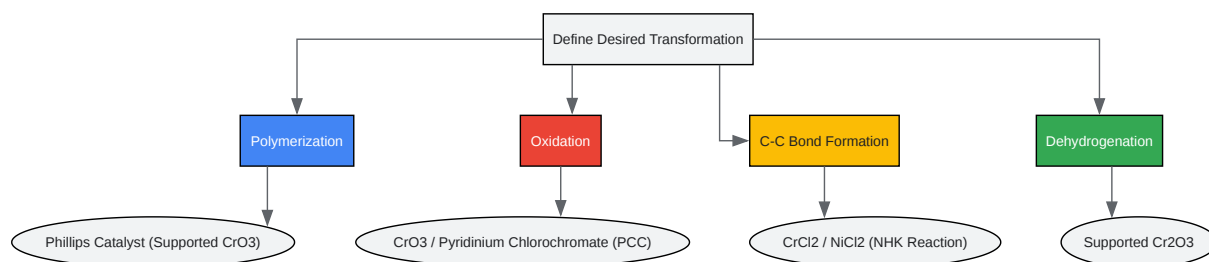 Define Desired Transformation
Polymerization
Oxidation
C-C Bond Formation
Dehydrogenation
Phillips Catalyst (Supported CrO3)
CrO3 / Pyridinium Chlorochromate (PCC)
CrCl2 / NiCl2 (NHK Reaction)
Supported Cr2O3